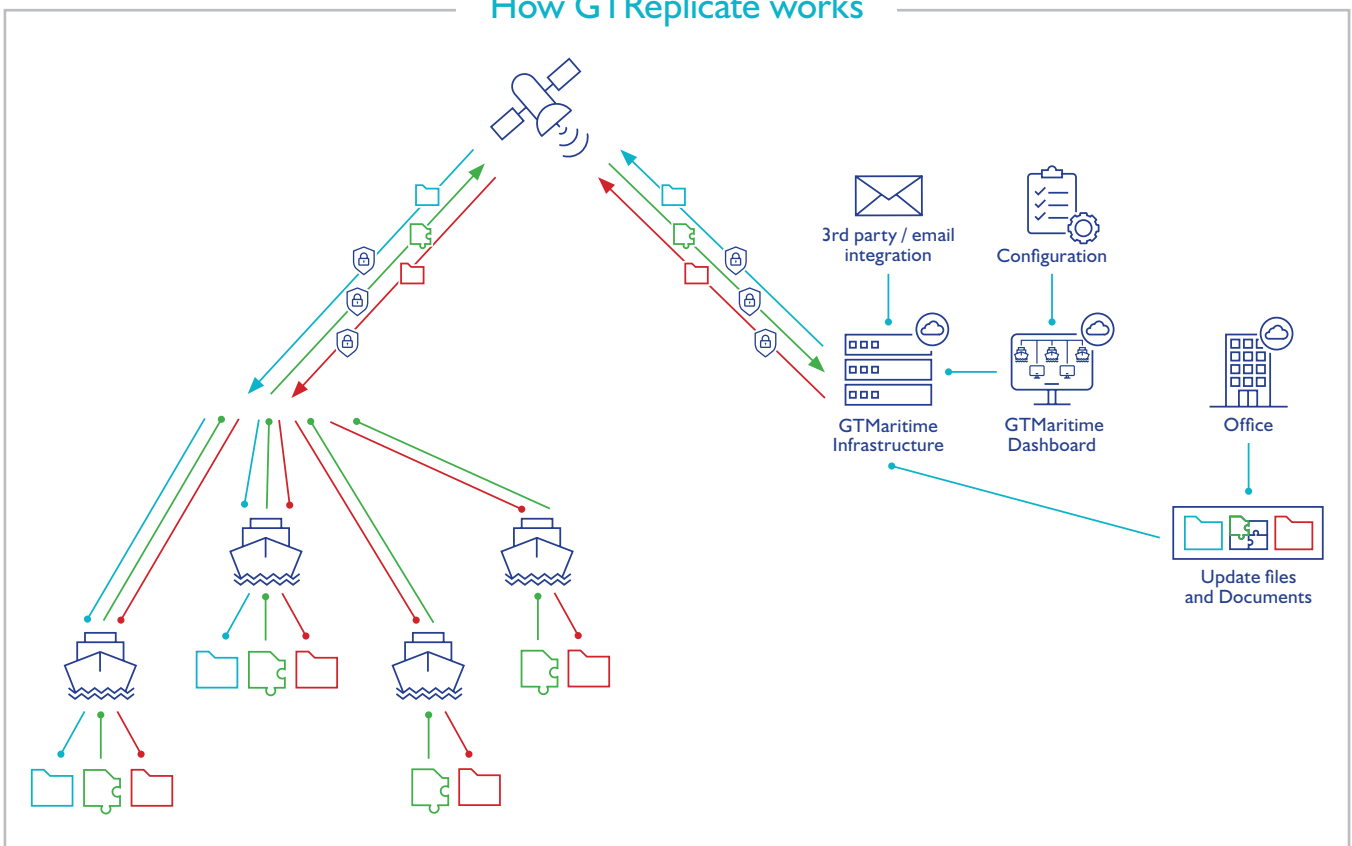 How GTReplicate works
3rd party / email
integration
Configuration
GTMaritime
Infrastructure
GTMaritime
Dashboard
Office
Update files
and Documents